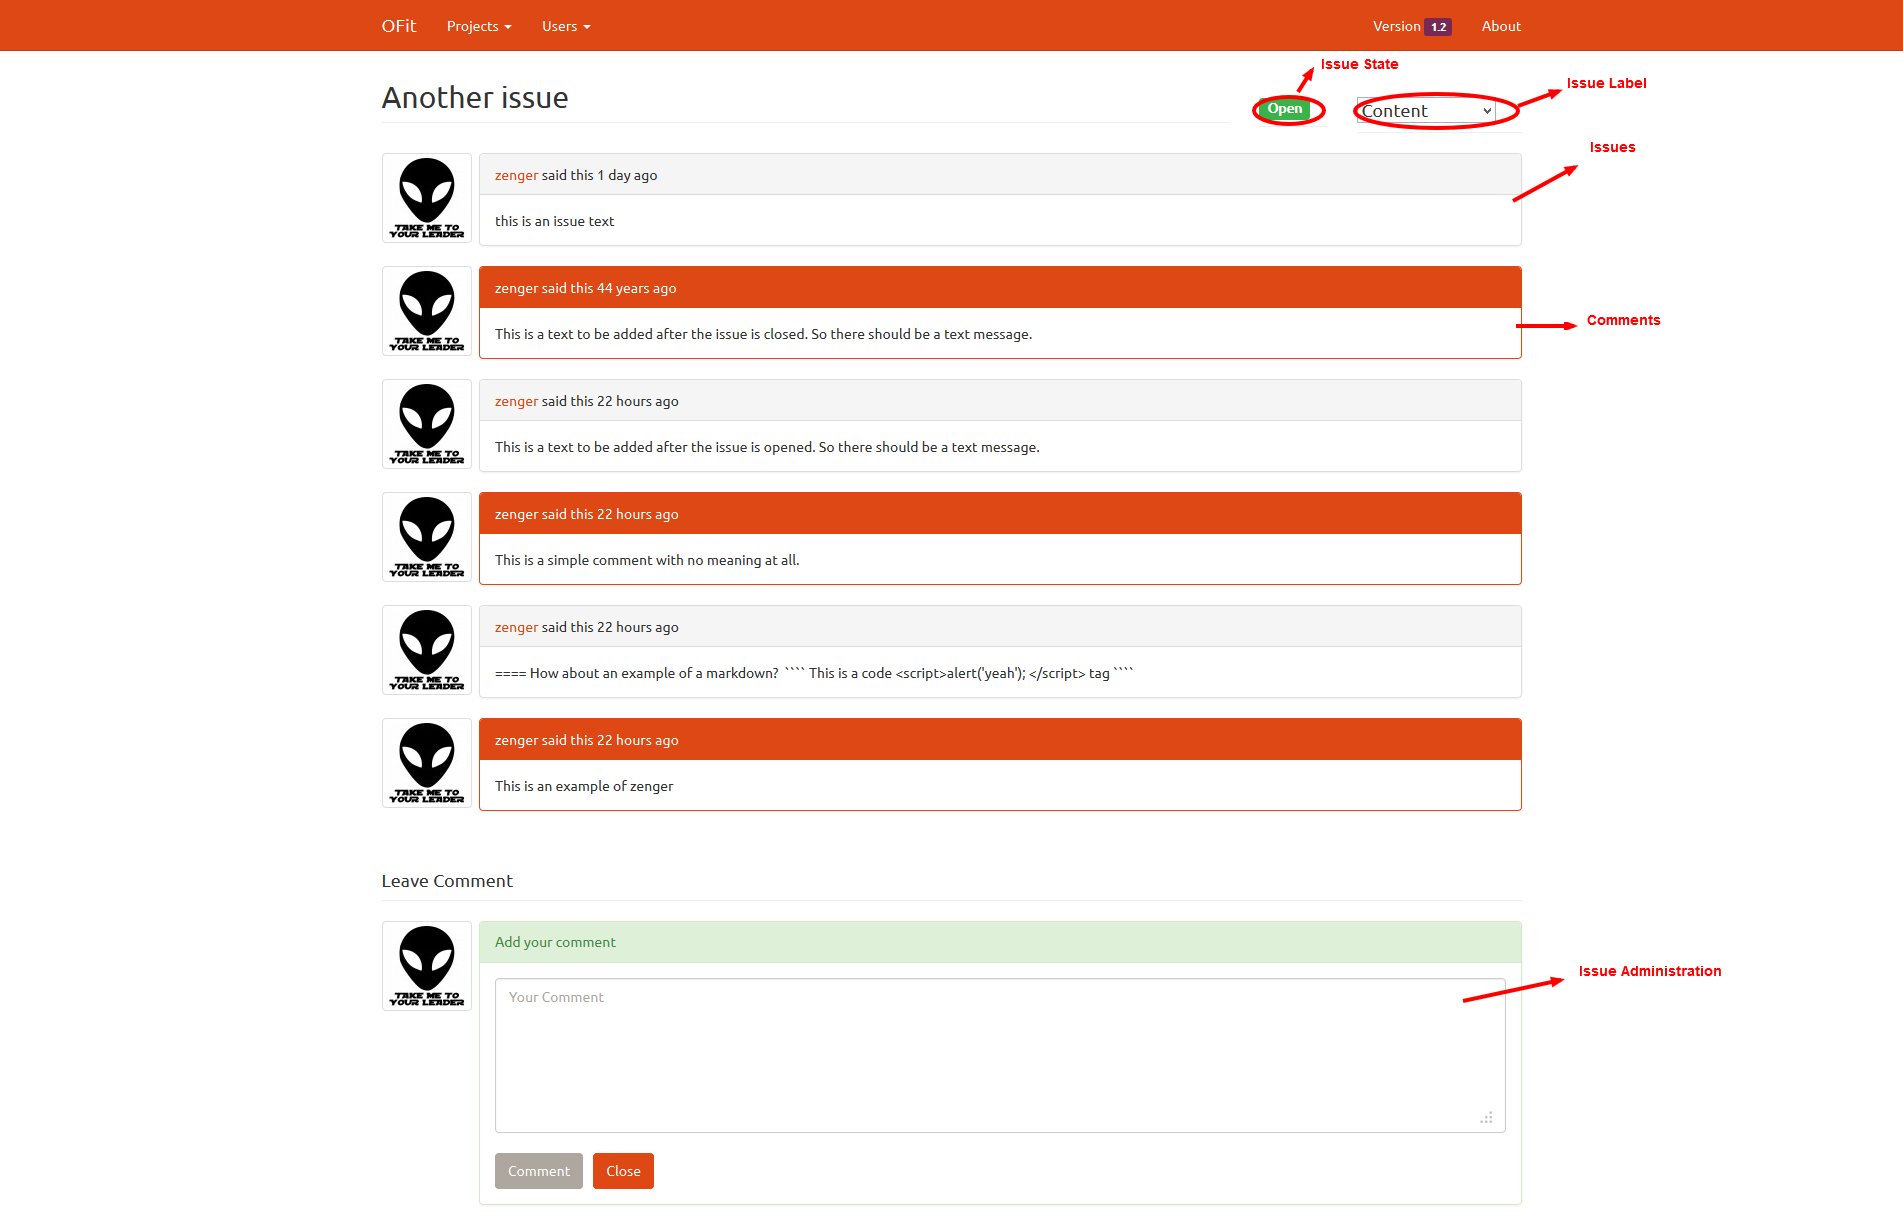 OFit Projects Users Version 1.2 About
Issue State
Another issue Open Content Issue Label
Issues
zenger said this 1 day ago
this is an issue text
TAKE ME TO
YOUR LEADER
zenger said this 44 years ago
This is a text to be added after the issue is closed. So there should be a text message.
Comments
TAKE ME TO
YOUR LEADER
zenger said this 22 hours ago
This is a text to be added after the issue is opened. So there should be a text message.
TAKE ME TO
YOUR LEADER
zenger said this 22 hours ago
This is a simple comment with no meaning at all.
TAKE ME TO
YOUR LEADER
zenger said this 22 hours ago
==== How about an example of a markdown? ```` This is a code <script>alert('yeah'); </script> tag ````
TAKE ME TO
YOUR LEADER
zenger said this 22 hours ago
This is an example of zenger
TAKE ME TO
YOUR LEADER
Leave Comment
Add your comment
TAKE ME TO
YOUR LEADER
Your Comment
Issue Administration
Comment Close